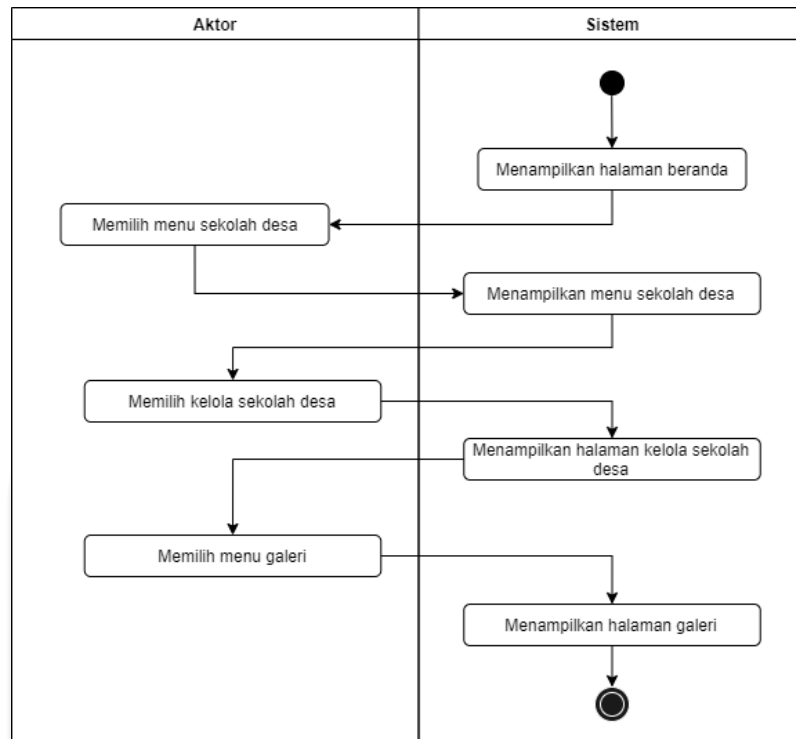 Aktor
Sistem
Menampilkan halaman beranda
Memilih menu sekolah desa
Menampilkan menu sekolah desa
Memilih kelola sekolah desa
Menampilkan halaman kelola sekolah
desa
Memilih menu galeri
Menampilkan halaman galeri